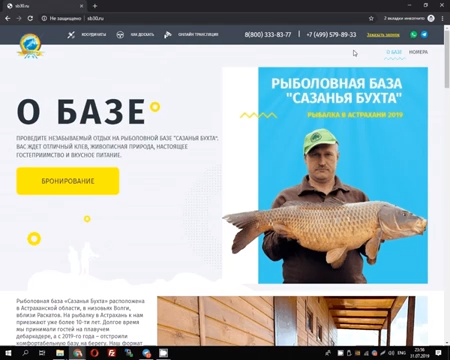 sb30.ru
Не защищено
sb30.ru
КООРДИНАТЫ
КАК ДОЕХАТЬ
ОНЛАЙН ТРАНСЛЯЦИЯ
8(800) 333-83-77
+7 (499) 579-89-33
Заказать звонок
О БАЗЕ
НОМЕРА
О БАЗЕ
ПРОВЕДИТЕ НЕЗАБЫВАЕМЫЙ ОТДЫХ НА РЫБОЛОВНОЙ БАЗЕ "САЗАНЬЯ БУХТА":
ВАС ЖДЕТ ОТЛИЧНЫЙ КЛЕВ, ЖИВОПИСНАЯ ПРИРОДА, НАСТОЯЩЕЕ
ГОСТЕПРИИМСТВО И ВКУСНОЕ ПИТАНИЕ.
БРОНИРОВАНИЕ
РЫБОЛОВНАЯ БАЗА
"САЗАНЬЯ БУХТА"
РЫБАЛКА В АСТРАХАНИ 2019
Рыболовная база «Сазанья Бухта» расположена
в Астраханской области, в низовьях Волги,
вблизи Раскатов. На рыбалку в Астрахань к нам
приезжают уже более 10-ти лет. Долгое время
мы принимали гостей на плавучем
дебаркадере, а с 2019-го года – отстроили
комфортабельную базу на берегу. Наш формат
ENG
23:56
31.07.2019